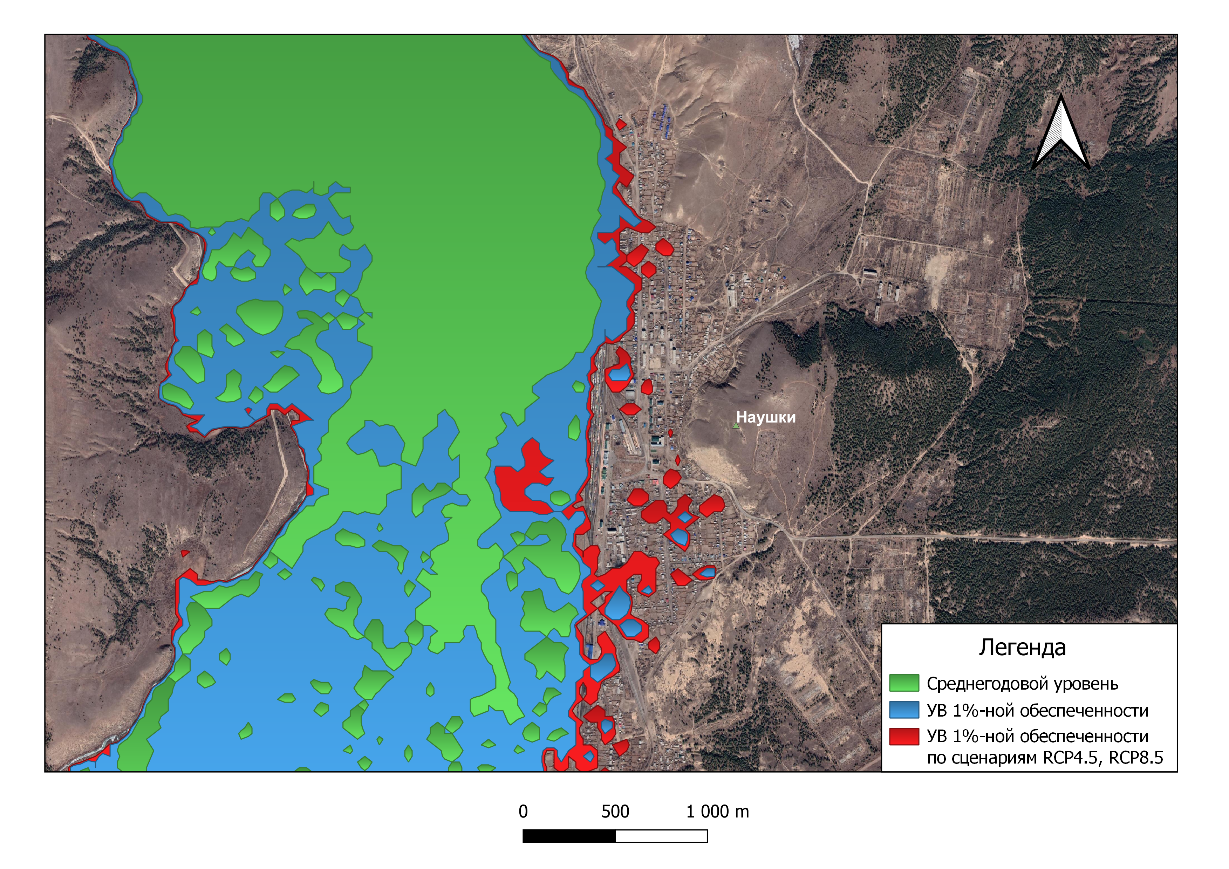 Наушки
Легенда
Среднегодовой уровень
УВ 1%-ной обеспеченности
УВ 1%-ной обеспеченности
по сценариям RCP4.5, RCP8.5
0 500 1 000 m